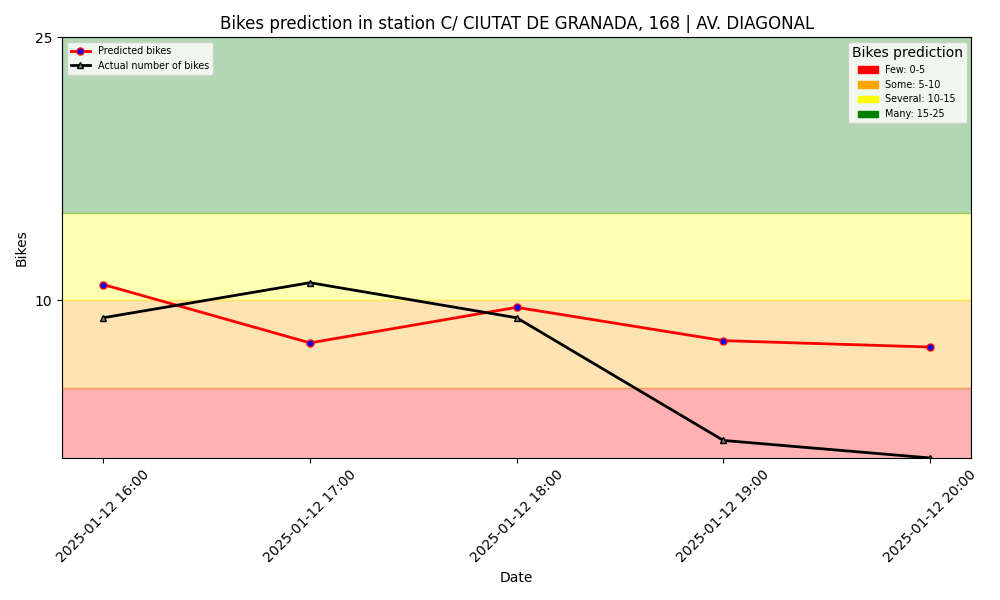 Bikes prediction in station C/ CIUTAT DE GRANADA, 168 | AV. DIAGONAL
Predicted bikes
Actual number of bikes
Bikes prediction
Few: 0-5
Some: 5-10
Several: 10-15
Many: 15-25
25
10
Bikes
2025-01-12 16:00
2025-01-12 17:00
2025-01-12 18:00
2025-01-12 19:00
2025-01-12 20:00
Date